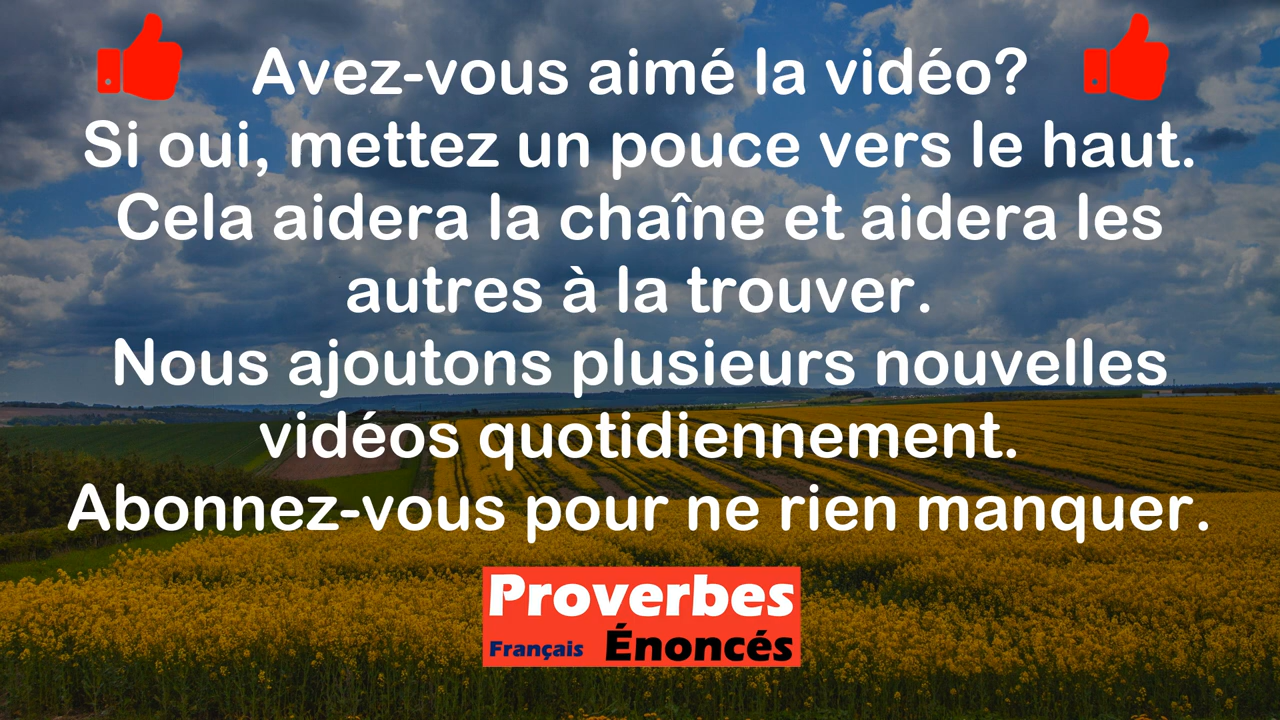 Avez-vous aimé la vidéo?
Si oui, mettez un pouce vers le haut.
Cela aidera la chaîne et aidera les
autres à la trouver.
Nous ajoutons plusieurs nouvelles
vidéos quotidiennement.
Abonnez-vous pour ne rien manquer.
Proverbes
Français Énoncés